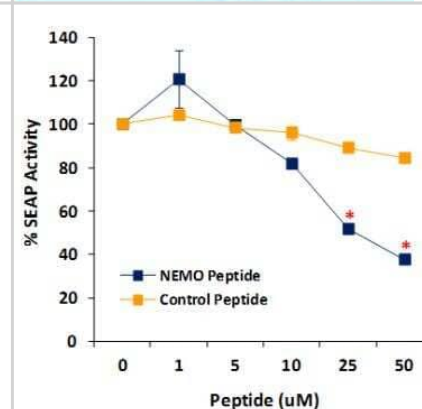 140
120
100
80
60
40
20
0
% SEAP Activity
*
*
NEMO Peptide
Control Peptide
0 1 5 10 25 50
Peptide (uM)